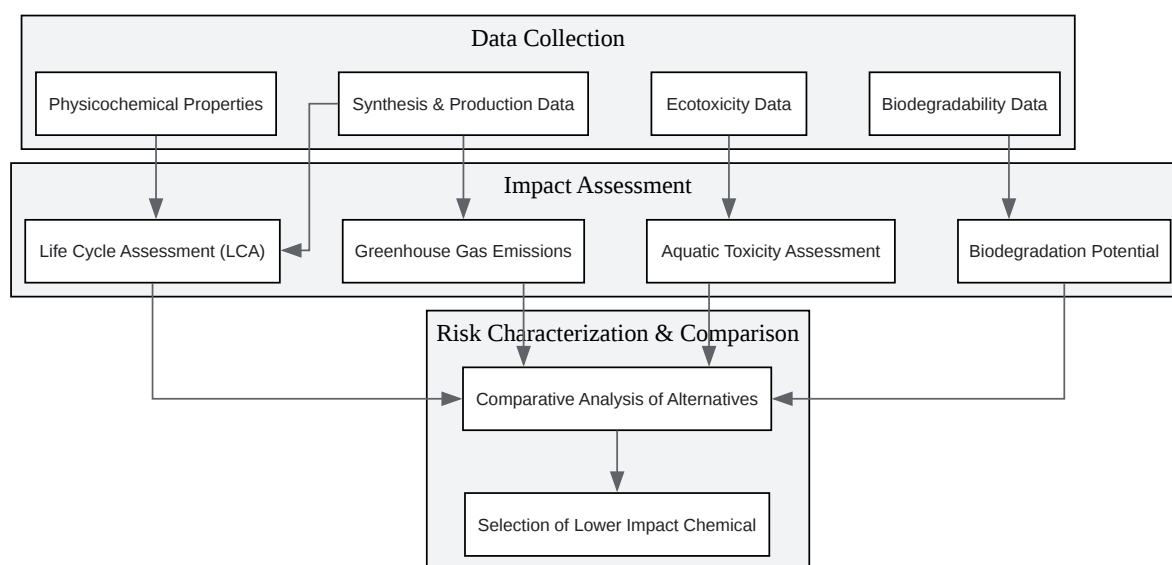 Data Collection
Physicochemical Properties
Synthesis & Production Data
Ecotoxicity Data
Biodegradability Data
Impact Assessment
Life Cycle Assessment (LCA)
Greenhouse Gas Emissions
Aquatic Toxicity Assessment
Biodegradation Potential
Risk Characterization & Comparison
Comparative Analysis of Alternatives
Selection of Lower Impact Chemical